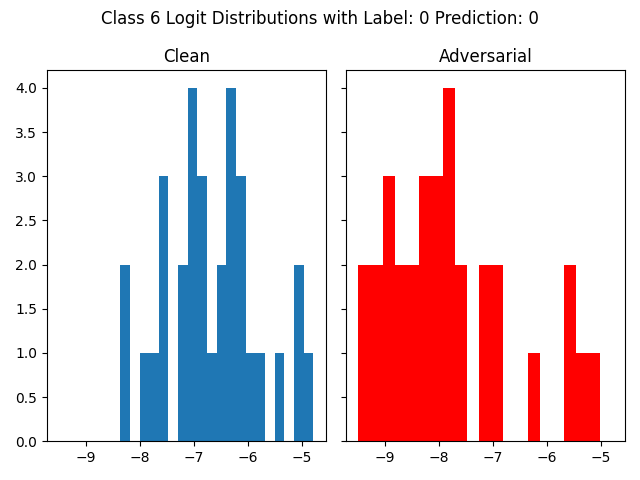 Class 6 Logit Distributions with Label: 0 Prediction: 0
Clean
Adversarial
4.0
3.5
3.0
2.5
2.0
1.5
1.0
0.5
0.0
−9 −8 −7 −6 −5
−9 −8 −7 −6 −5